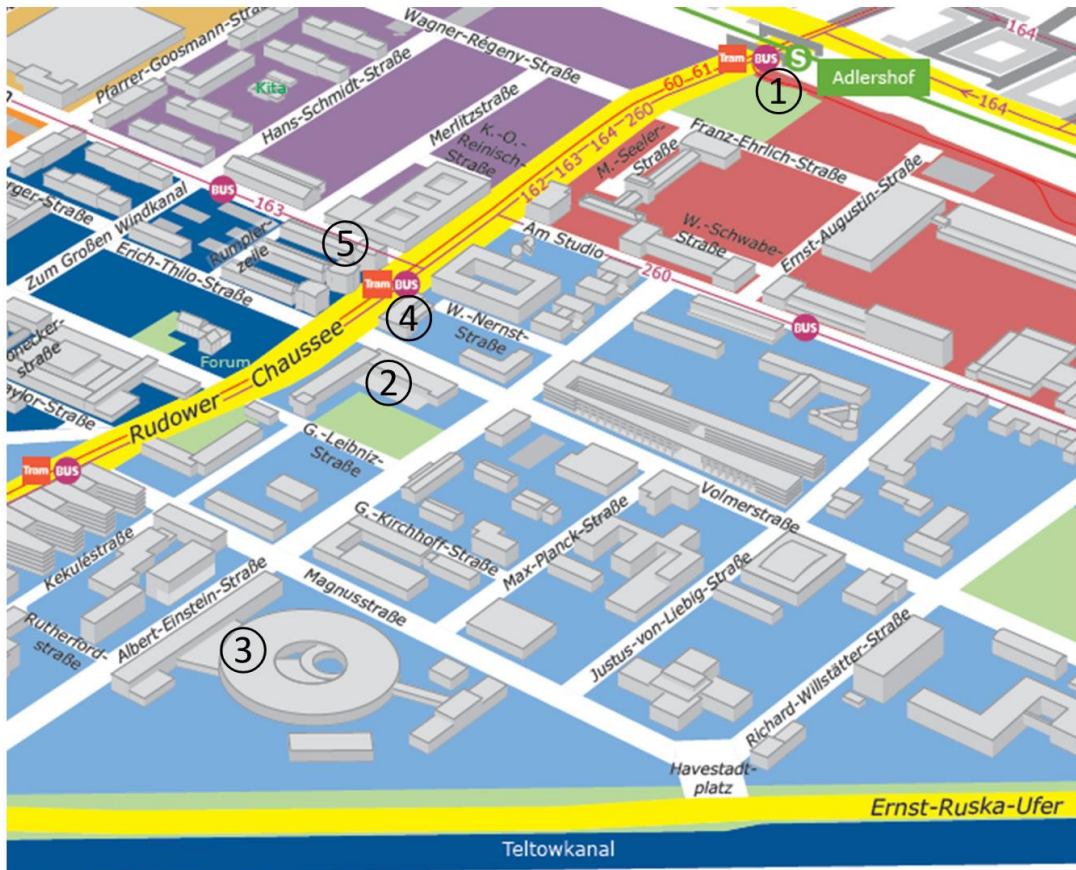 Pfarrer-Goosmann-Straße
Wagner-Régeny-Straße
164
Kita
Hans-Schmidt-Straße
Merlitzstraße
K.-O.-
Reinisch-
Straße
60-61
Tram
BUS
S
Adlershof
①
164
162-163-164-260
M.-Seeler-
Straße
Franz-Ehrlich-Straße
BUS
163
Zum Großen Windkanal
Rumpler-
zeile
⑤
Erich-Thilo-Straße
Tram
BUS
④
Am Studio
W.-Schwabe-
Straße
Ernst-Augustin-Straße
260
BUS
W.-Nernst-
Straße
Forum
②
Rudower Chaussee
G.-Leibniz-
Straße
Tram
BUS
Kekuléstraße
G.-Kirchhoff-Straße
Max-Planck-Straße
Volmerstraße
Magnusstraße
Albert-Einstein-Straße
Rutherford-
straße
③
Justus-von-Liebig-Straße
Richard-Willstätter-Straße
Havestadt-
platz
Ernst-Ruska-Ufer
Teltowkanal